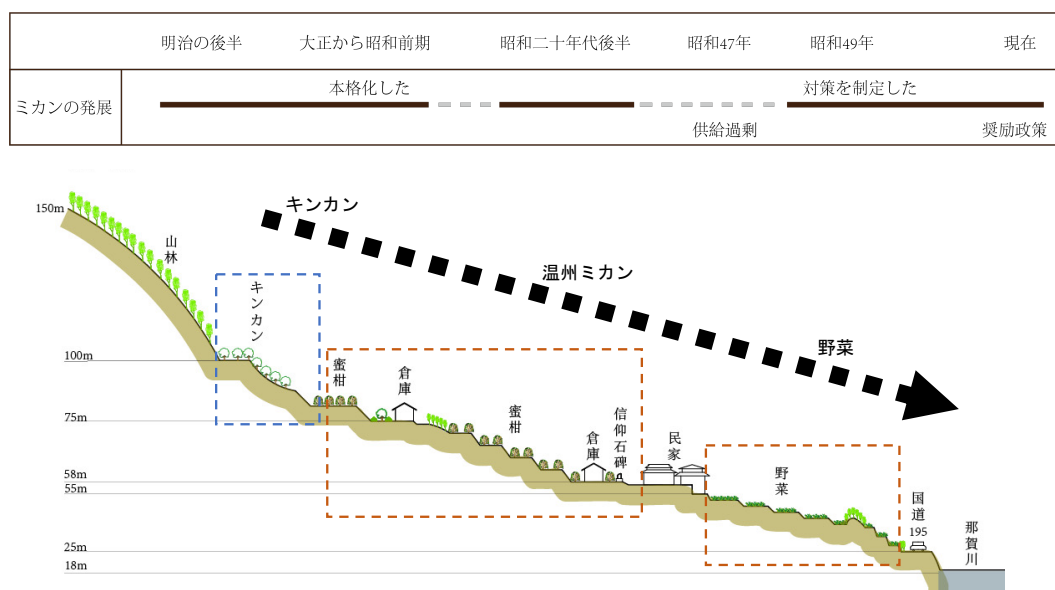 明治の後半 大正から昭和前期 昭和二十年代後半 昭和47年 昭和49年 現在
ミカンの発展
本格化した 対策を制定した
供給過剰 奨励政策
150m
山林
キンカン
キンカン
温州ミカン
野菜
100m
蜜柑
倉庫
75m
蜜柑
倉庫
信仰石碑
民家
野菜
58m
55m
国道
195
那賀川
25m
18m